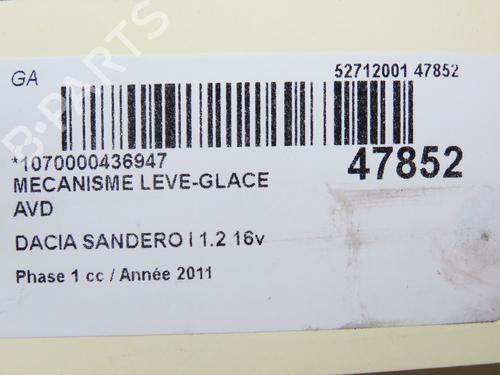 GA
52712001 47852
*1070000436947
47852
MECANISME LEVE-GLACE
AVD
DACIA SANDERO I 1.2 16v
Phase 1 cc / Année 2011
B-PARTS